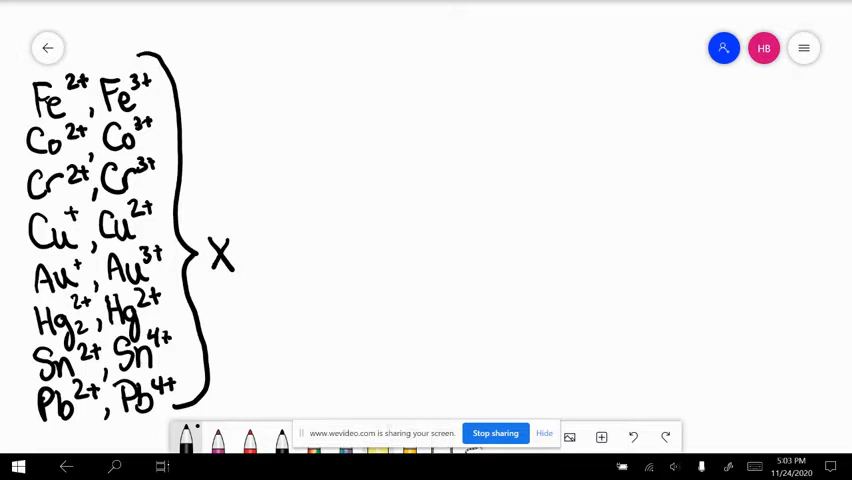 HB
Fe²⁺, Fe³⁺
Co²⁺, Co³⁺
Cr²⁺, Cr³⁺
Cu⁺, Cu²⁺
X
Au⁺, Au³⁺
Hg₂²⁺, Hg²⁺
Sn²⁺, Sn⁴⁺
Pb²⁺, Pb⁴⁺
www.wevideo.com is sharing your screen. Stop sharing Hide
5:03 PM
11/24/2020